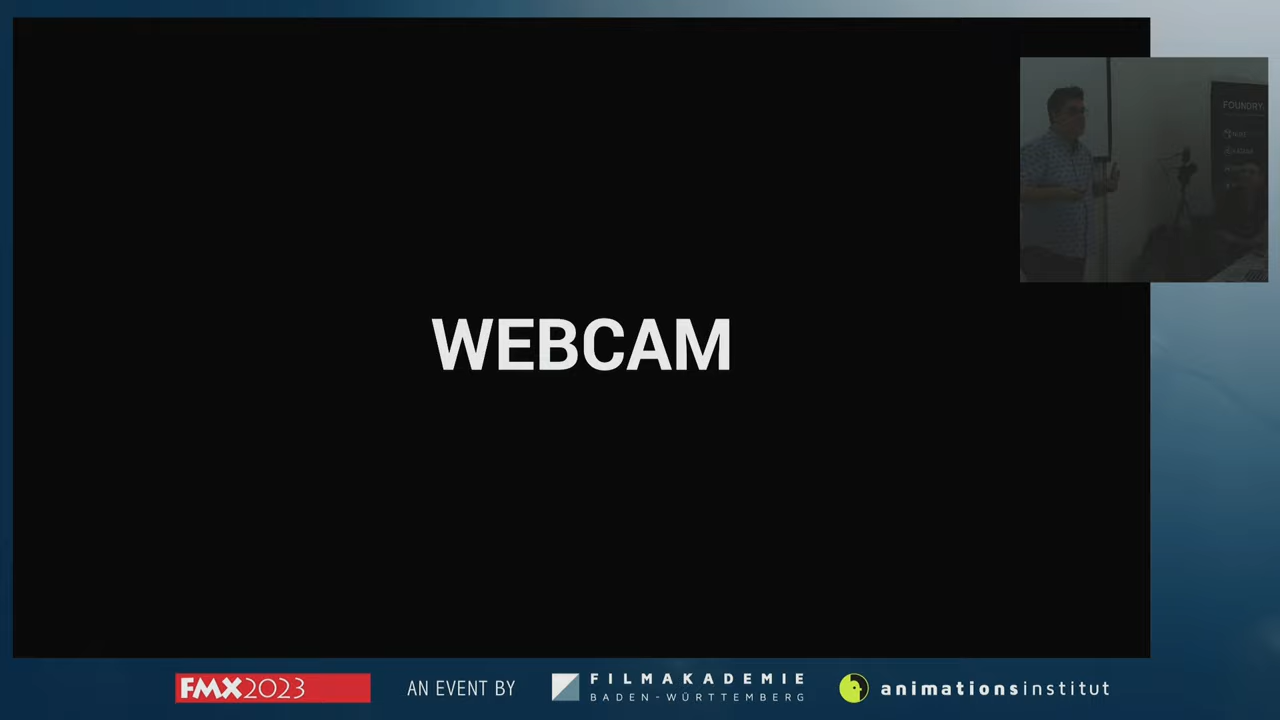 WEBCAM
FOUNDRY.
FMX2023
AN EVENT BY
FILMAKADEMIE
BADEN-WÜRTTEMBERG
animationsinstitut